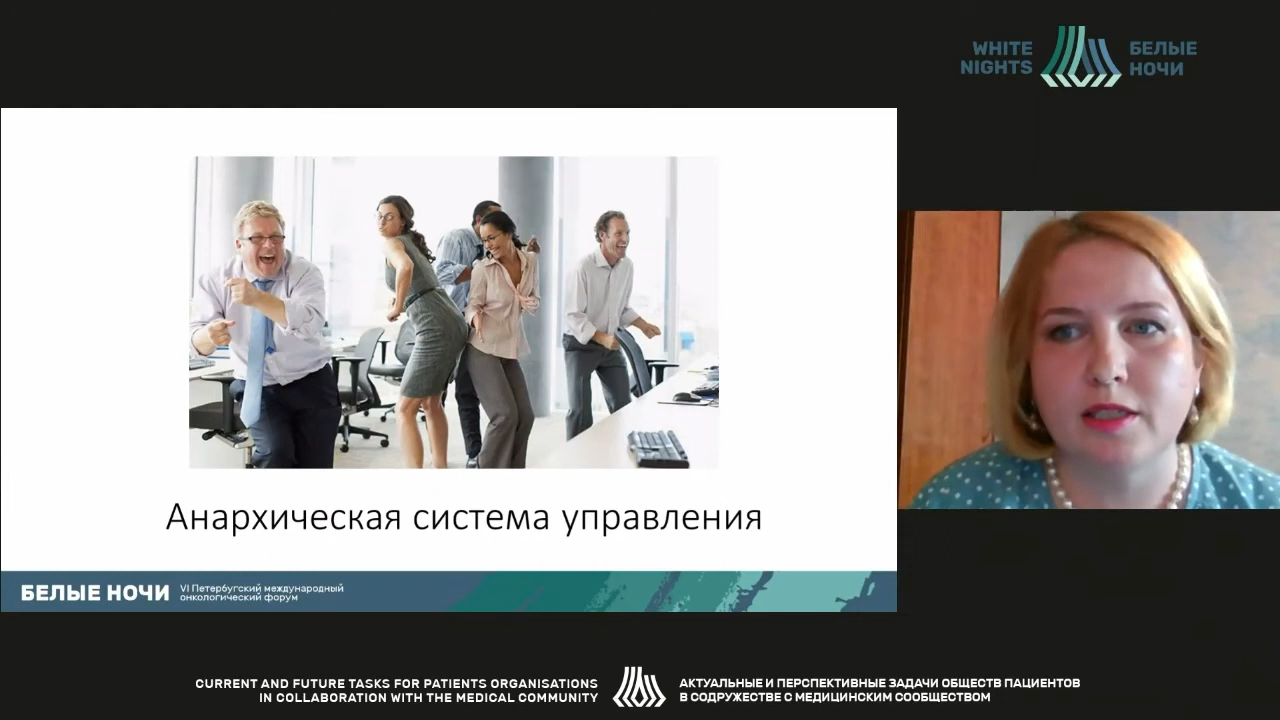 WHITE
NIGHTS
БЕЛЫЕ
НОЧИ
Анархическая система управления
БЕЛЫЕ НОЧИ
VI Петербугский международный
онкологический форум
CURRENT AND FUTURE TASKS FOR PATIENTS ORGANISATIONS
IN COLLABORATION WITH THE MEDICAL COMMUNITY
АКТУАЛЬНЫЕ И ПЕРСПЕКТИВНЫЕ ЗАДАЧИ ОБЩЕСТВ ПАЦИЕНТОВ
В СОДРУЖЕСТВЕ С МЕДИЦИНСКИМ СООБЩЕСТВОМ